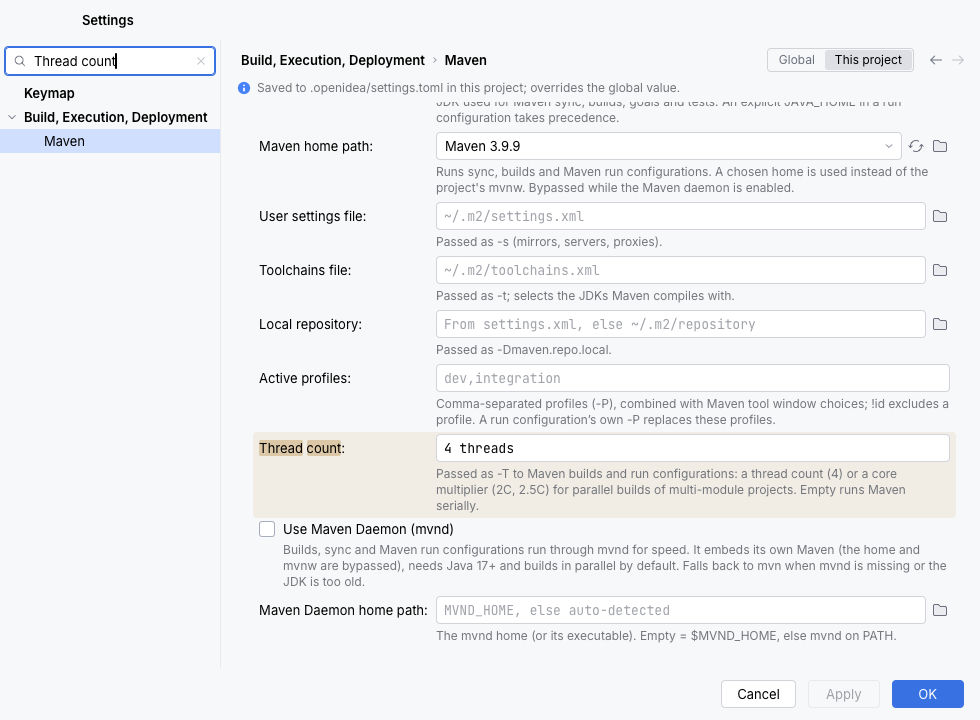 Settings
Thread count
Keymap
Build, Execution, Deployment
Maven
Build, Execution, Deployment › Maven
Global
This project
Saved to .openidea/settings.toml in this project; overrides the global value.
JDK used for Maven sync, builds, goals and tests. An explicit JAVA_HOME in a run
configuration takes precedence.
Maven home path:
Maven 3.9.9
Runs sync, builds and Maven run configurations. A chosen home is used instead of the
project's mvnw. Bypassed while the Maven daemon is enabled.
User settings file:
~/.m2/settings.xml
Passed as -s (mirrors, servers, proxies).
Toolchains file:
~/.m2/toolchains.xml
Passed as -t; selects the JDKs Maven compiles with.
Local repository:
From settings.xml, else ~/.m2/repository
Passed as -Dmaven.repo.local.
Active profiles:
dev,integration
Comma-separated profiles (-P), combined with Maven tool window choices; !id excludes a
profile. A run configuration’s own -P replaces these profiles.
Thread count:
4 threads
Passed as -T to Maven builds and run configurations: a thread count (4) or a core
multiplier (2C, 2.5C) for parallel builds of multi-module projects. Empty runs Maven
serially.
Use Maven Daemon (mvnd)
Builds, sync and Maven run configurations run through mvnd for speed. It embeds its own Maven (the home and
mvnw are bypassed), needs Java 17+ and builds in parallel by default. Falls back to mvn when mvnd is missing or the
JDK is too old.
Maven Daemon home path:
MVND_HOME, else auto-detected
The mvnd home (or its executable). Empty = $MVND_HOME, else mvnd on PATH.
Cancel
Apply
OK